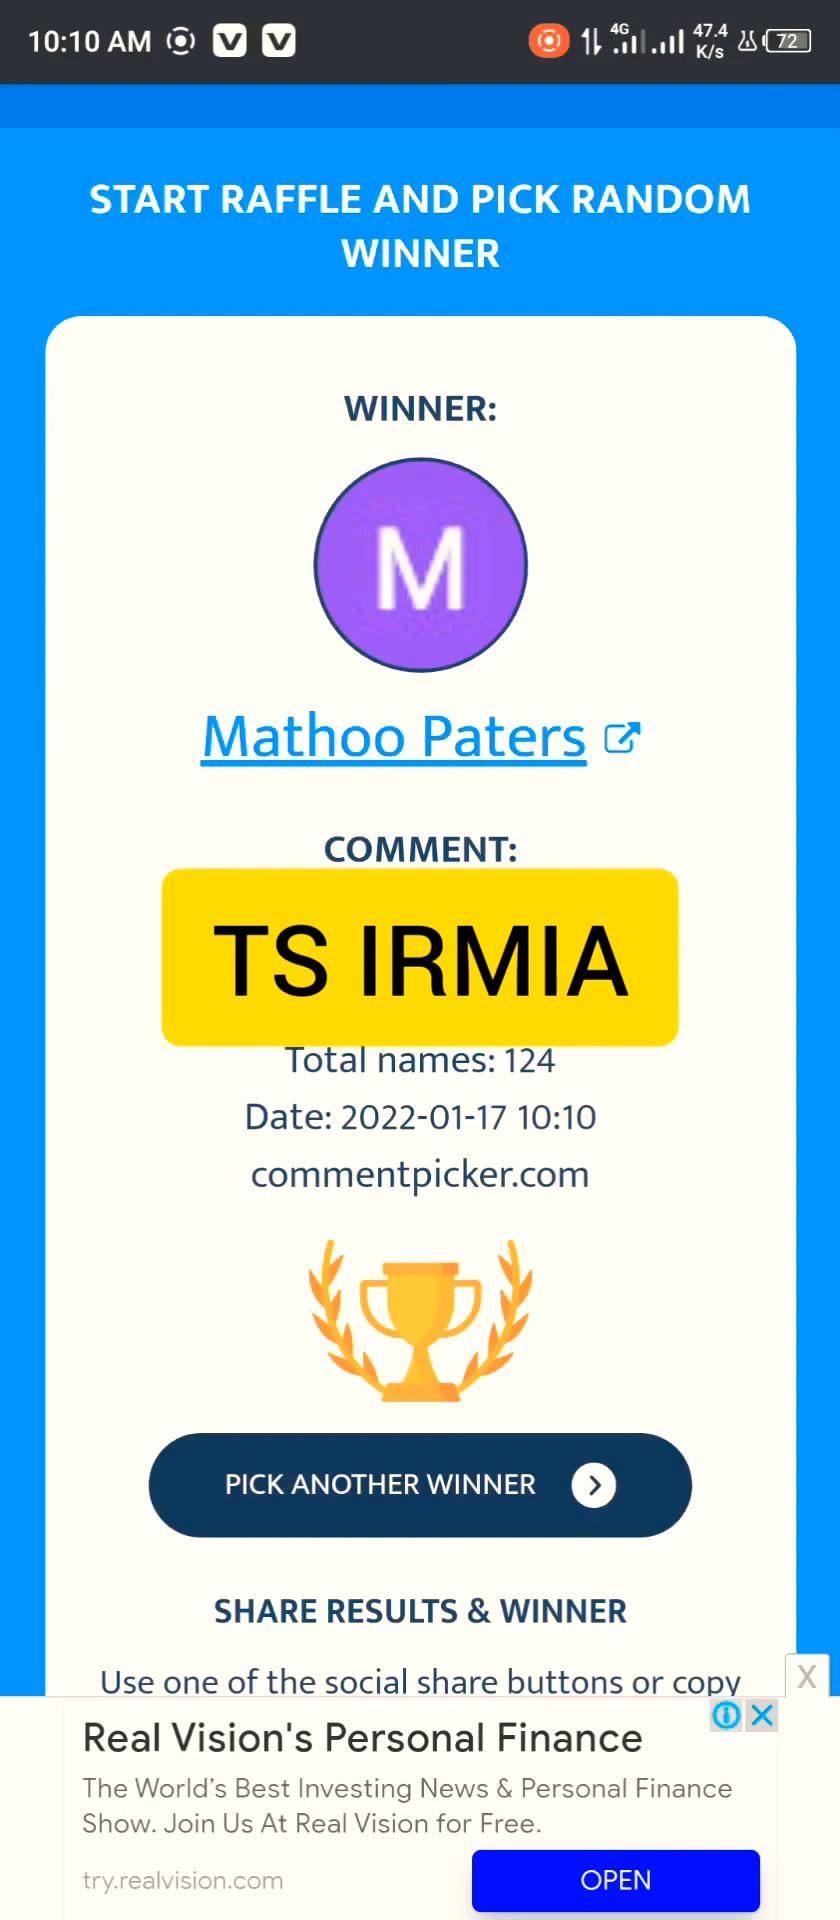 10:10 AM V V 4G 47.4 K/s 72
START RAFFLE AND PICK RANDOM
WINNER
WINNER:
M
Mathoo Paters
COMMENT:
TS IRMIA
Total names: 124
Date: 2022-01-17 10:10
commentpicker.com
PICK ANOTHER WINNER
SHARE RESULTS & WINNER
Use one of the social share buttons or copy
X
Real Vision's Personal Finance
The World's Best Investing News & Personal Finance
Show. Join Us At Real Vision for Free.
try.realvision.com
OPEN